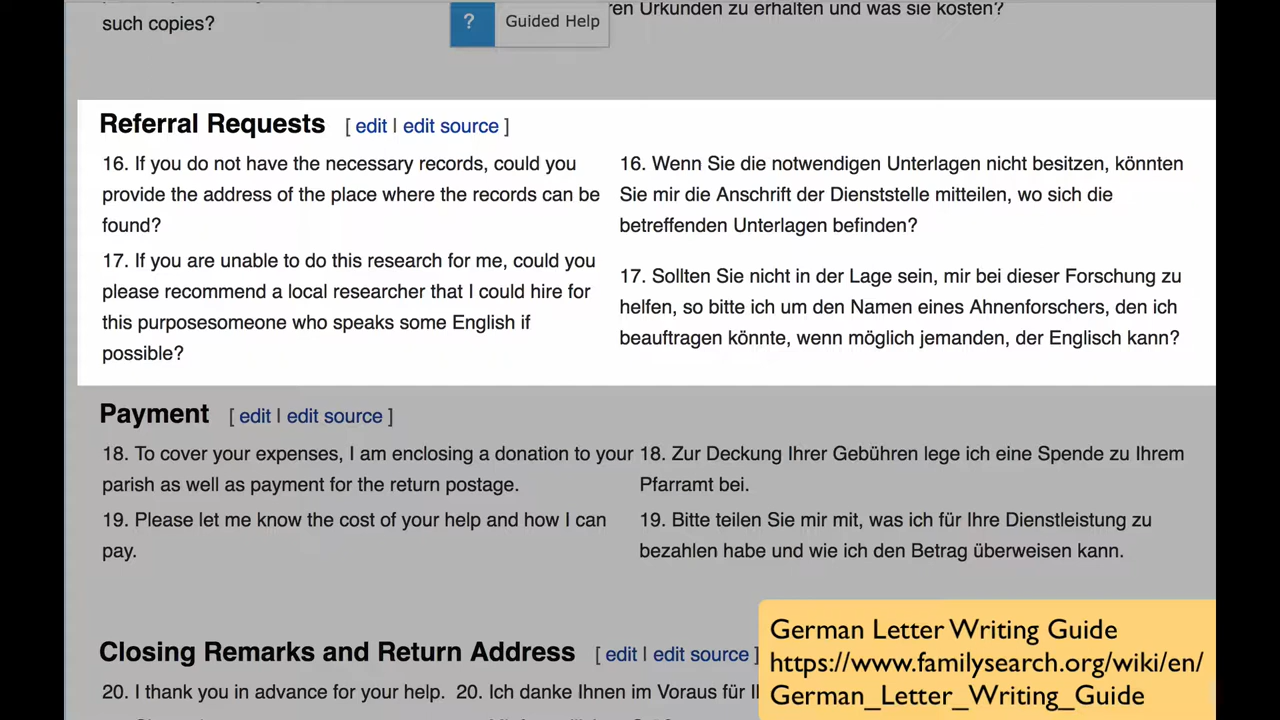 such copies?
? Guided Help
ren Urkunden zu erhalten und was sie kosten?
Referral Requests [ edit | edit source ]
16. If you do not have the necessary records, could you
provide the address of the place where the records can be
found?
16. Wenn Sie die notwendigen Unterlagen nicht besitzen, könnten
Sie mir die Anschrift der Dienststelle mitteilen, wo sich die
betreffenden Unterlagen befinden?
17. If you are unable to do this research for me, could you
please recommend a local researcher that I could hire for
this purposesomeone who speaks some English if
possible?
17. Sollten Sie nicht in der Lage sein, mir bei dieser Forschung zu
helfen, so bitte ich um den Namen eines Ahnenforschers, den ich
beauftragen könnte, wenn möglich jemanden, der Englisch kann?
Payment [ edit | edit source ]
18. To cover your expenses, I am enclosing a donation to your
parish as well as payment for the return postage.
18. Zur Deckung Ihrer Gebühren lege ich eine Spende zu Ihrem
Pfarramt bei.
19. Please let me know the cost of your help and how I can
pay.
19. Bitte teilen Sie mir mit, was ich für Ihre Dienstleistung zu
bezahlen habe und wie ich den Betrag überweisen kann.
Closing Remarks and Return Address [ edit | edit source ]
20. I thank you in advance for your help.
20. Ich danke Ihnen im Voraus für I
German Letter Writing Guide
https://www.familysearch.org/wiki/en/
German_Letter_Writing_Guide